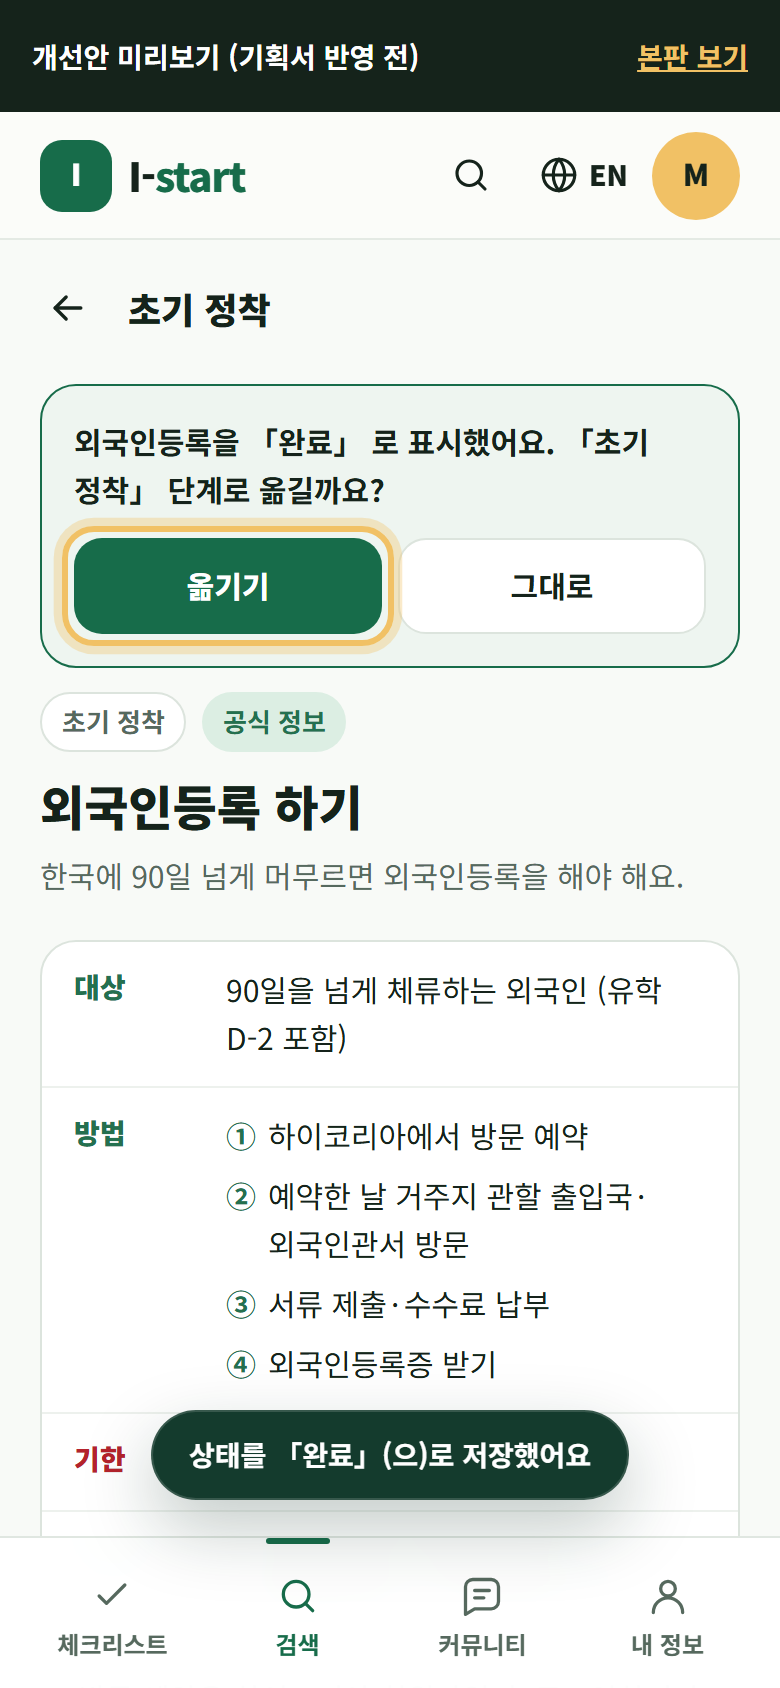 개선안 미리보기 (기획서 반영 전)
본판 보기
I
I-start
EN
M
초기 정착
외국인등록을 「완료」 로 표시했어요. 「초기
정착」 단계로 옮길까요?
옮기기
그대로
초기 정착
공식 정보
외국인등록 하기
한국에 90일 넘게 머무르면 외국인등록을 해야 해요.
대상
90일을 넘게 체류하는 외국인 (유학
D-2 포함)
방법
① 하이코리아에서 방문 예약
② 예약한 날 거주지 관할 출입국·
외국인관서 방문
③ 서류 제출·수수료 납부
④ 외국인등록증 받기
기한
상태를 「완료」(으)로 저장했어요
체크리스트
검색
커뮤니티
내 정보